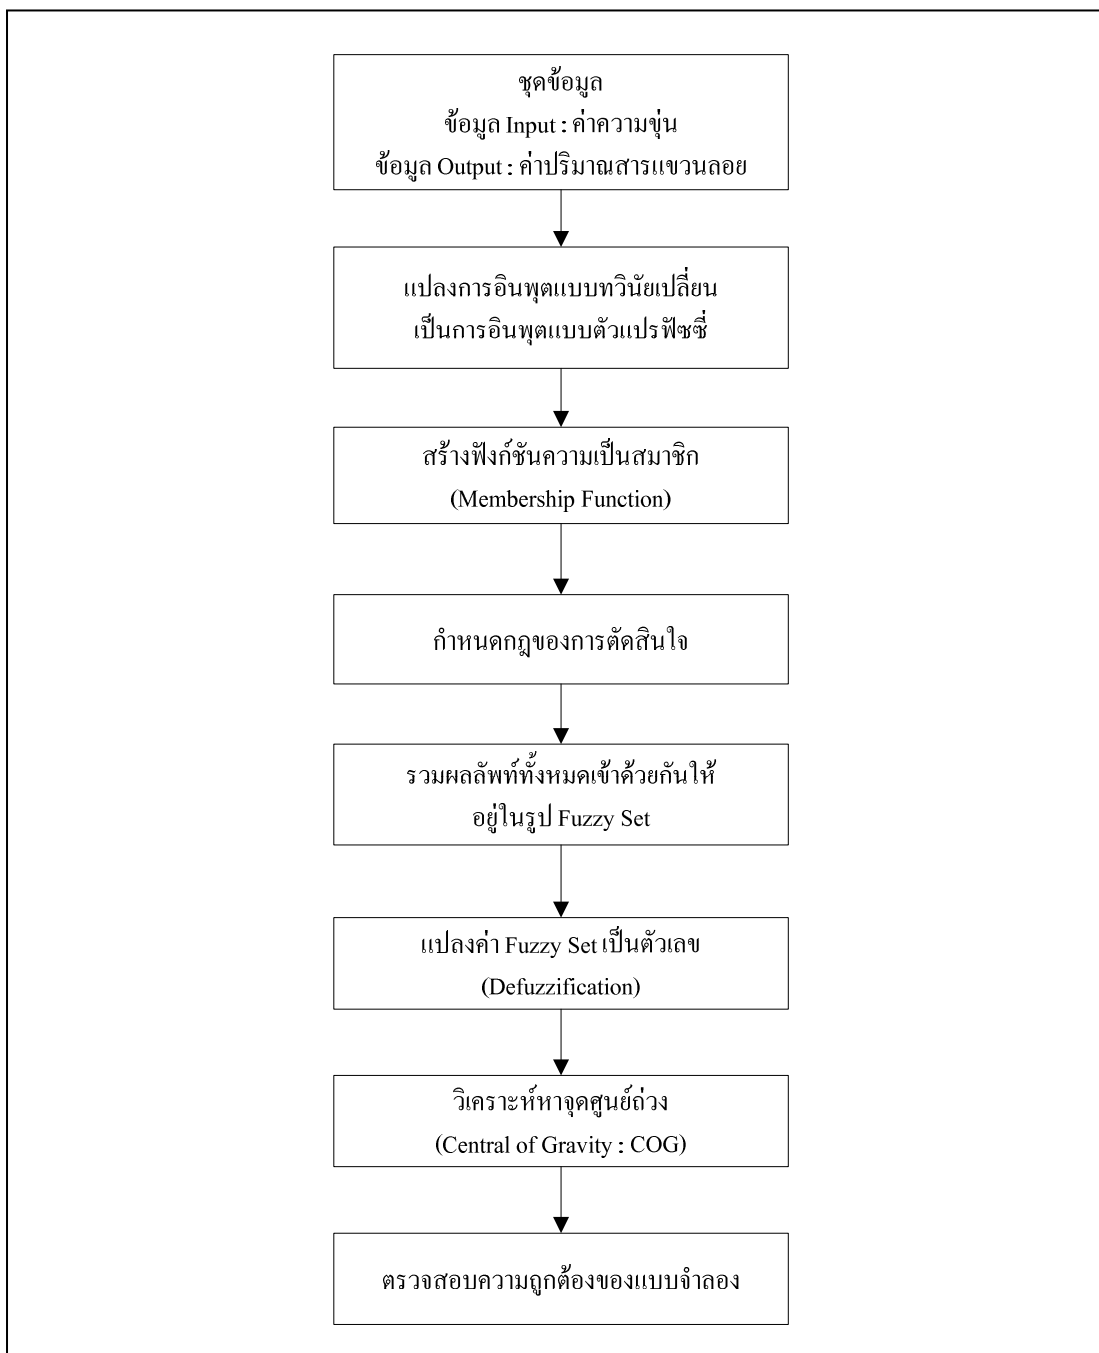 ชุดข้อมูล
ข้อมูล Input : ค่าความขุ่น
ข้อมูล Output : ค่าปริมาณสารแขวนลอย
แปลงการอินพุตแบบทวินัยเปลี่ยน
เป็นการอินพุตแบบตัวแปรฟัซซี่
สร้างฟังก์ชันความเป็นสมาชิก
(Membership Function)
กำหนดกฎของการตัดสินใจ
รวมผลลัพท์ทั้งหมดเข้าด้วยกันให้
อยู่ในรูป Fuzzy Set
แปลงค่า Fuzzy Set เป็นตัวเลข
(Defuzzification)
วิเคราะห์หาจุดศูนย์ถ่วง
(Central of Gravity : COG)
ตรวจสอบความถูกต้องของแบบจำลอง